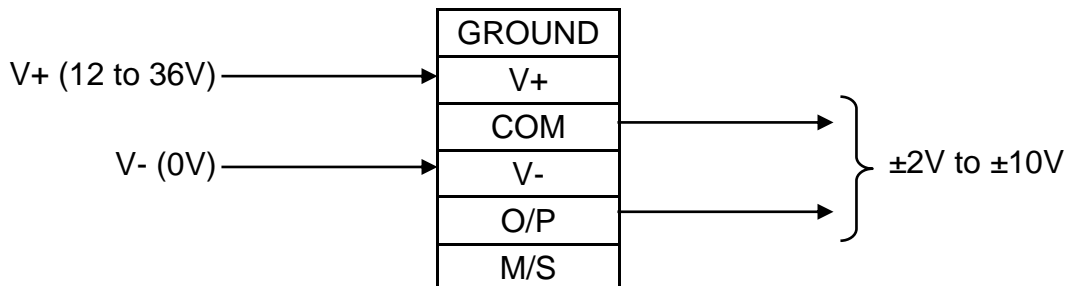 GROUND
V+ (12 to 36V)
V+
COM
V- (0V)
V-
±2V to ±10V
O/P
M/S